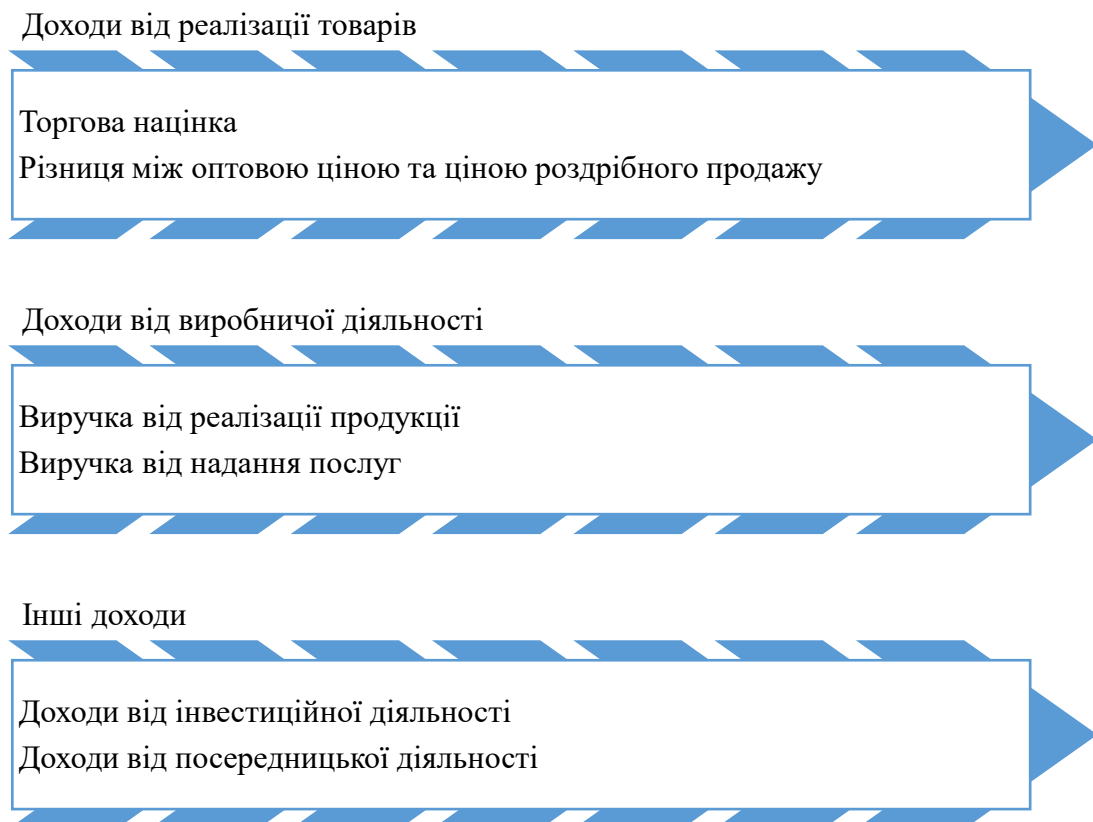 Доходи від реалізації товарів
Торгова націнка
Різниця між оптовою ціною та ціною роздрібного продажу
Доходи від виробничої діяльності
Виручка від реалізації продукції
Виручка від надання послуг
Інші доходи
Доходи від інвестиційної діяльності
Доходи від посередницької діяльності